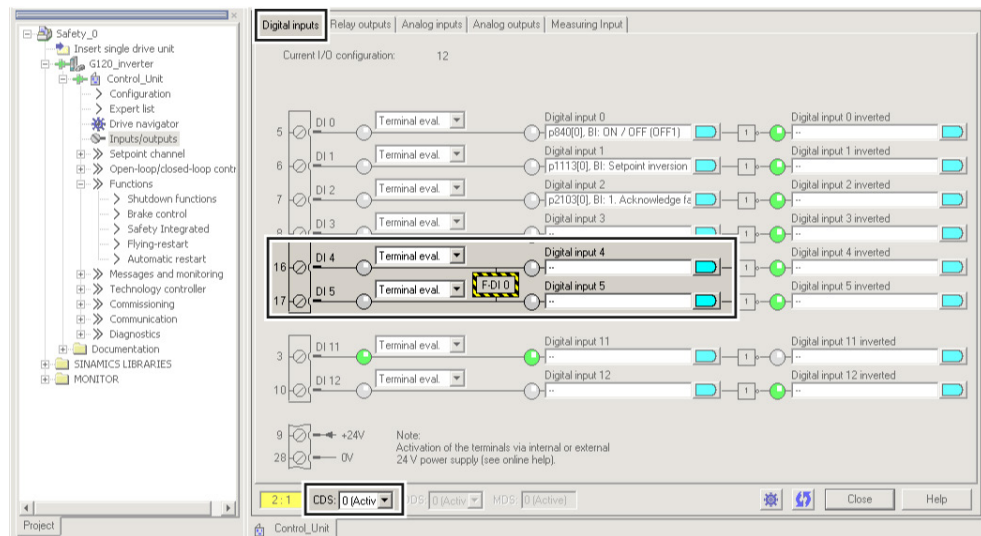 Safety_0
Insert single drive unit
G120_inverter
Control_Unit
Configuration
Expert list
Drive navigator
Inputs/outputs
Setpoint channel
Open-loop/closed-loop contr
Functions
Shutdown functions
Brake control
Safety Integrated
Flying-restart
Automatic restart
Messages and monitoring
Technology controller
Commissioning
Communication
Diagnostics
Documentation
SINAMICS LIBRARIES
MONITOR
Project
Digital inputs Relay outputs Analog inputs Analog outputs Measuring Input
Current I/O configuration: 12
DI 0 Terminal eval. Digital input 0 Digital input 0 inverted
5 p840[0], BI: ON / OFF (OFF1) 1 --
DI 1 Terminal eval. Digital input 1 Digital input 1 inverted
6 p1113[0], BI: Setpoint inversion 1 --
DI 2 Terminal eval. Digital input 2 Digital input 2 inverted
7 p2103[0], BI: 1. Acknowledge fa 1 --
DI 3 Terminal eval. Digital input 3 Digital input 3 inverted
8 -- 1 --
DI 4 Terminal eval. Digital input 4 Digital input 4 inverted
16 -- 1 --
DI 5 Terminal eval. F-DI 0 Digital input 5 Digital input 5 inverted
17 -- 1 --
DI 11 Terminal eval. Digital input 11 Digital input 11 inverted
3 -- 1 --
DI 12 Terminal eval. Digital input 12 Digital input 12 inverted
10 -- 1 --
9 +24V Note:
Activation of the terminals via internal or external
28 0V 24 V power supply (see online help).
2:1 CDS: 0 (Activ DDS: 0 (Activ MDS: 0 (Active) Close Help
Control_Unit